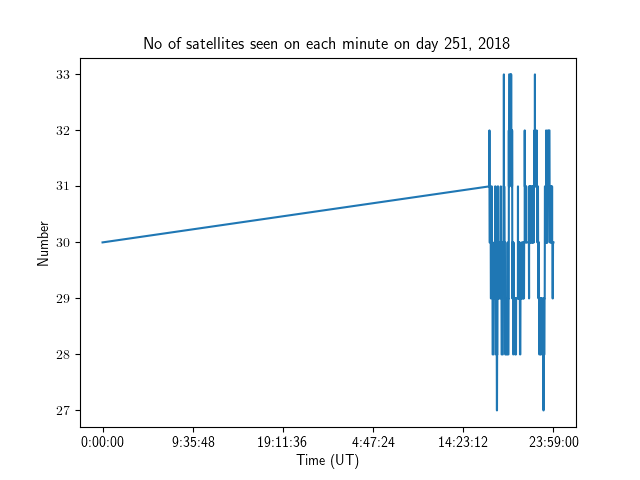 No of satellites seen on each minute on day 251, 2018
33
32
31
30
29
28
27
Number
0:00:00 9:35:48 19:11:36 4:47:24 14:23:12 23:59:00
Time (UT)